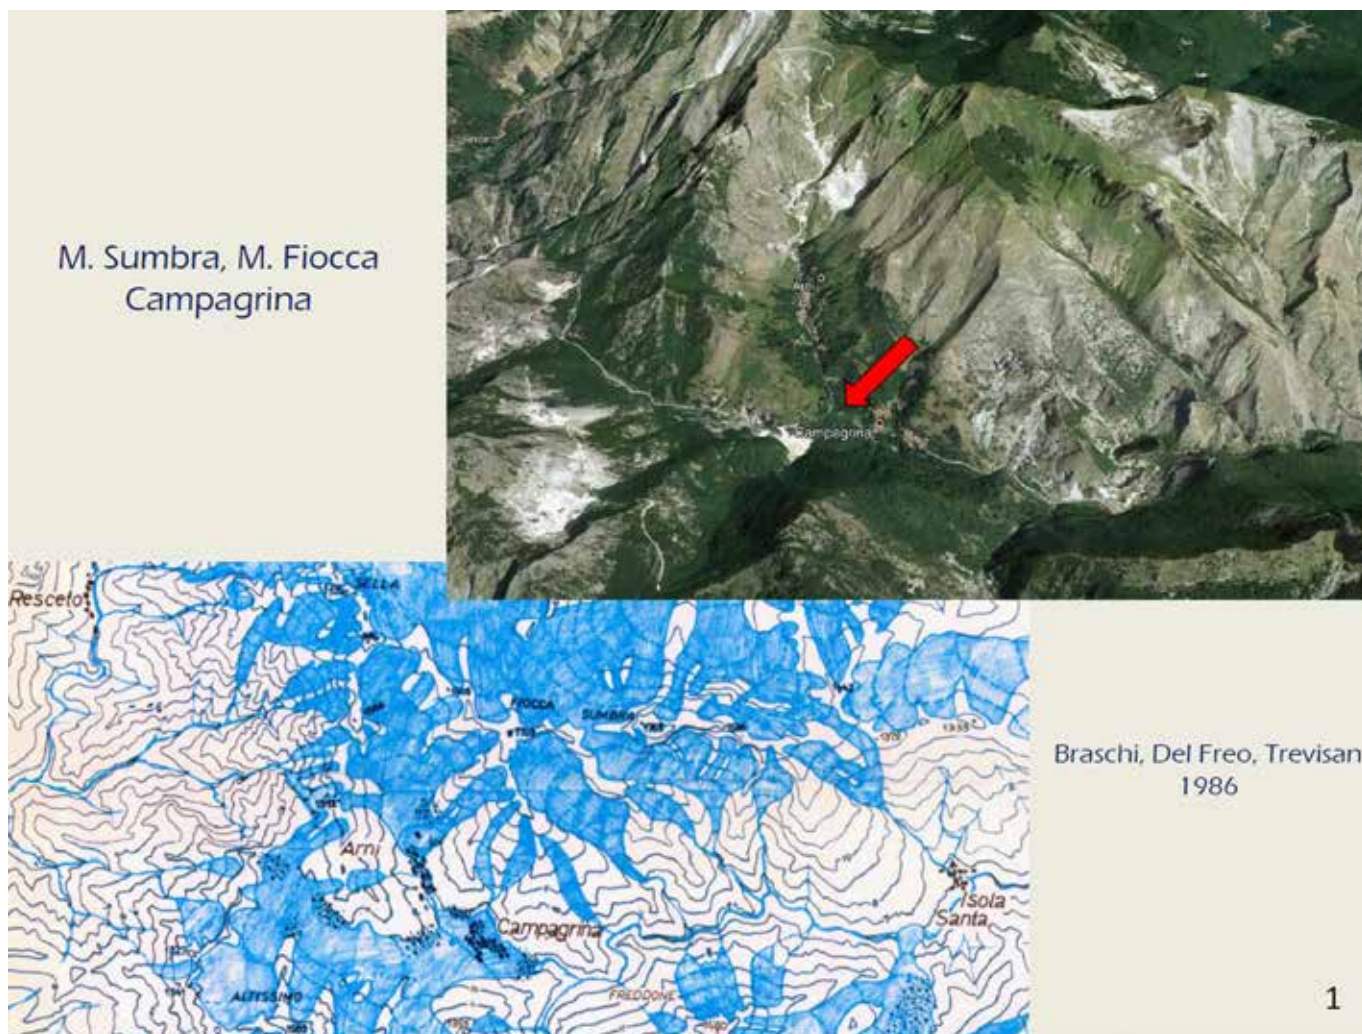 M. Sumbra, M. Fiocca
Campagrina
Arni
Campagrina
Resceto
SELLA
FIOCCA
SUMBRA
Arni
Campagrina
Isola
Santa
ALTISSIMO
FREDDONE
Braschi, Del Freo, Trevisan
1986
1